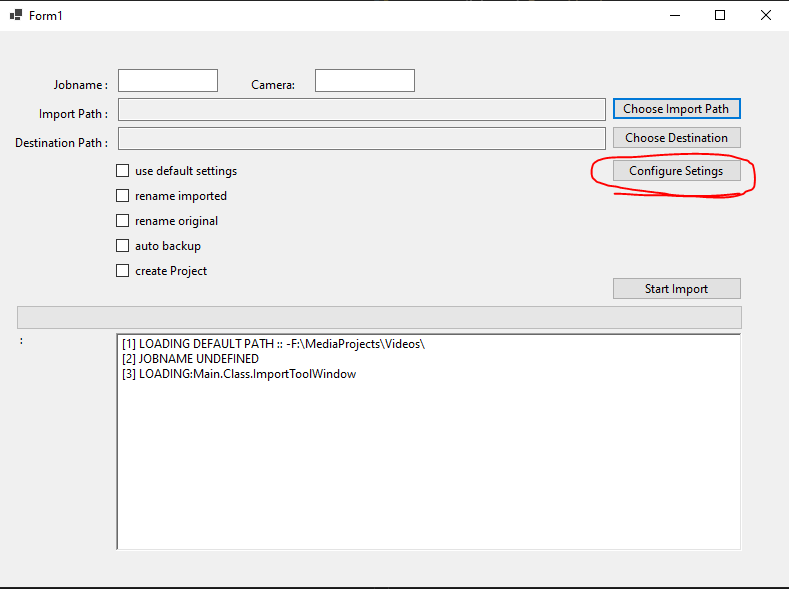 Form1
Jobname : Camera:
Import Path : Choose Import Path
Destination Path : Choose Destination
use default settings Configure Setings
rename imported
rename original
auto backup
create Project
Start Import
:
[1] LOADING DEFAULT PATH :: -F:\MediaProjects\Videos\
[2] JOBNAME UNDEFINED
[3] LOADING:Main.Class.ImportToolWindow